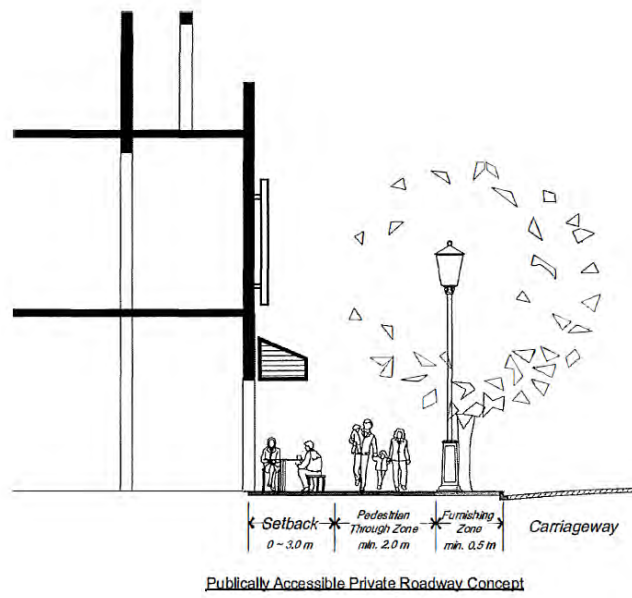 Setback
0 ~ 3.0 m
Pedestrian
Through Zone
min. 2.0 m
Furnishing
Zone
min. 0.5 m
Carriageway
Publically Accessible Private Roadway Concept